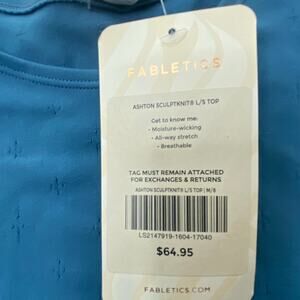 FABLETICS
ASHTON SCULPTKNIT® L/S TOP
Get to know me:
- Moisture-wicking
- All-way stretch
- Breathable
TAG MUST REMAIN ATTACHED
FOR EXCHANGES & RETURNS
ASHTON SCULPTKNIT® L/S TOP | M/8
LS2147919-1604-17040
$64.95
FABLETICS.COM